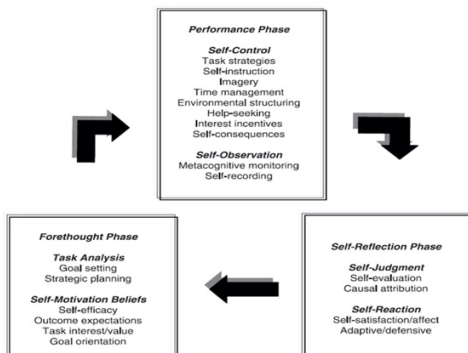 Performance Phase
Self-Control
Task strategies
Self-instruction
Imagery
Time management
Environmental structuring
Help-seeking
Interest incentives
Self-consequences
Self-Observation
Metacognitive monitoring
Self-recording
Forethought Phase
Task Analysis
Goal setting
Strategic planning
Self-Motivation Beliefs
Self-efficacy
Outcome expectations
Task interest/value
Goal orientation
Self-Reflection Phase
Self-Judgment
Self-evaluation
Causal attribution
Self-Reaction
Self-satisfaction/affect
Adaptive/defensive